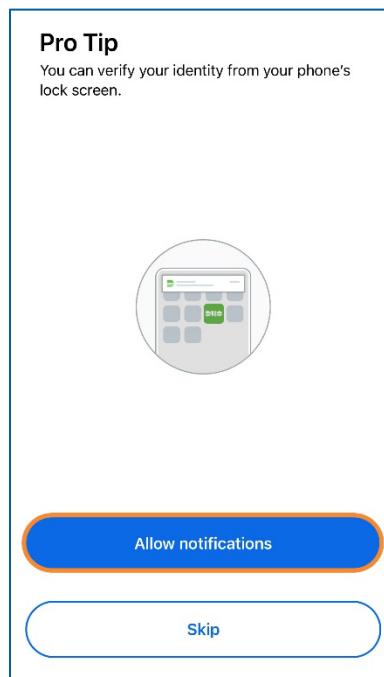 Pro Tip
You can verify your identity from your phone's
lock screen.
Allow notifications
Skip